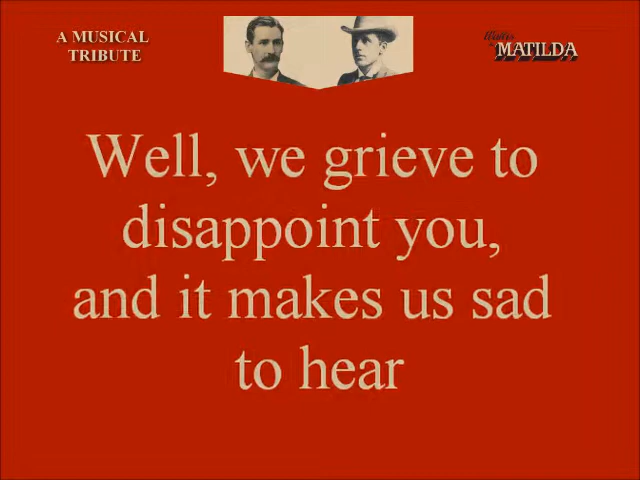 A MUSICAL
TRIBUTE
MATILDA
Well, we grieve to
disappoint you,
and it makes us sad
to hear